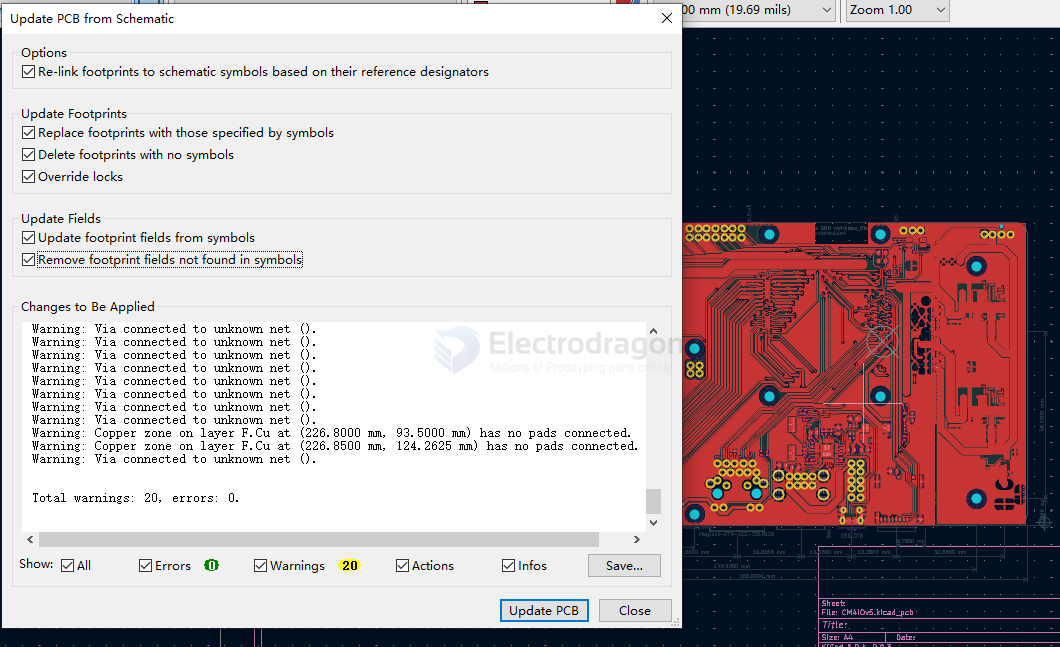 Update PCB from Schematic
00 mm (19.69 mils)
Zoom 1.00
Options
Re-link footprints to schematic symbols based on their reference designators
Update Footprints
Replace footprints with those specified by symbols
Delete footprints with no symbols
Override locks
Update Fields
Update footprint fields from symbols
Remove footprint fields not found in symbols
Changes to Be Applied
Warning: Via connected to unknown net ().
Warning: Via connected to unknown net ().
Warning: Via connected to unknown net ().
Warning: Via connected to unknown net ().
Warning: Via connected to unknown net ().
Warning: Via connected to unknown net ().
Warning: Via connected to unknown net ().
Warning: Via connected to unknown net ().
Warning: Copper zone on layer F.Cu at (226.8000 mm, 93.5000 mm) has no pads connected.
Warning: Copper zone on layer F.Cu at (226.8500 mm, 124.2625 mm) has no pads connected.
Warning: Via connected to unknown net ().
Total warnings: 20, errors: 0.
Electrodragon
Millions of Prototyping parts online!
Show:
All
Errors
0
Warnings
20
Actions
Infos
Save...
Update PCB
Close
Sheet:
File: CM4IOv5.kicad_pcb
Title:
Size: A4
Date: